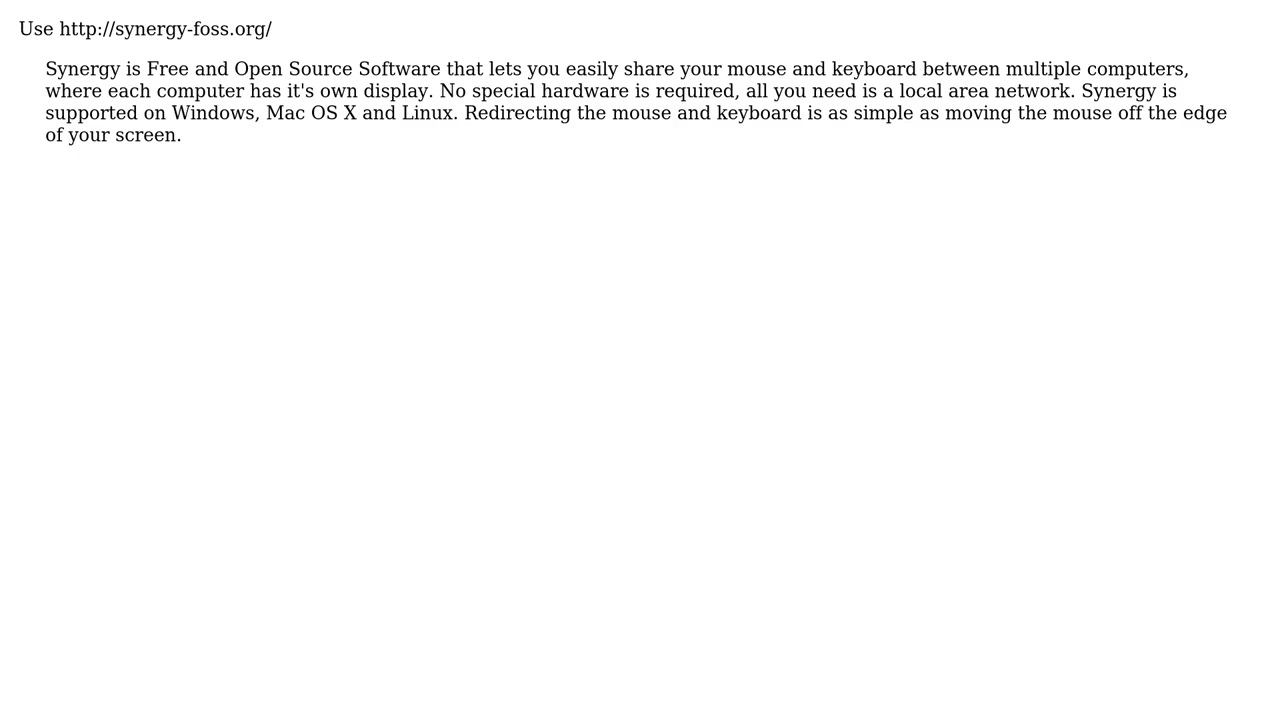 Use http://synergy-foss.org/
Synergy is Free and Open Source Software that lets you easily share your mouse and keyboard between multiple computers,
where each computer has it's own display. No special hardware is required, all you need is a local area network. Synergy is
supported on Windows, Mac OS X and Linux. Redirecting the mouse and keyboard is as simple as moving the mouse off the edge
of your screen.